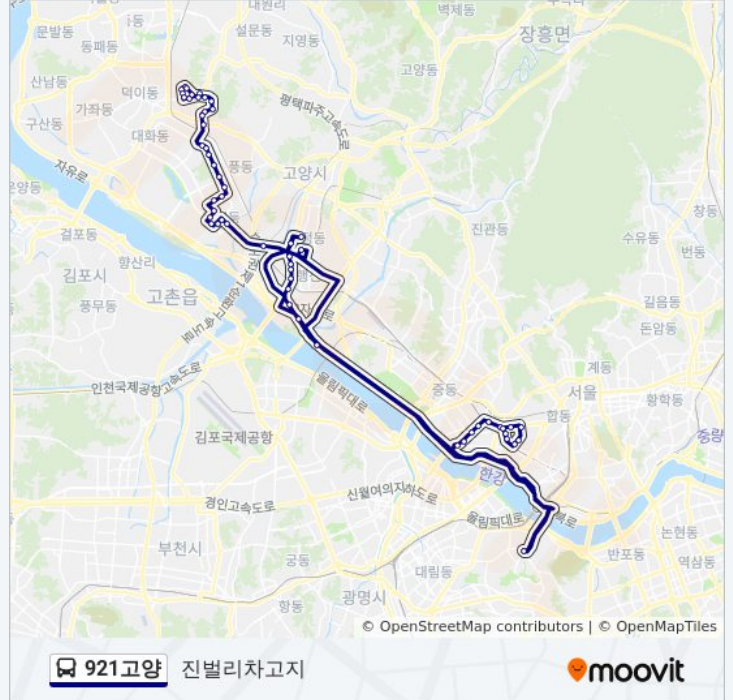 대원리
벽제동
문발동
설문동
지영동
장흥면
동패동
고양동
산남동
덕이동
가좌동
평택파주고속도로
구산동
대화동
풍동
고양시
자유로
창동
진관동
걸포동
수유동
향산리
번동
김포시
고촌읍
풍무동
길음동
돈암동
인천국제공항고속도로
올림픽대로
중동
계동
서울
합동
황학동
김포국제공항
한강
신월여의지하도로
경인고속도로
올림픽대로
논현동
부천시
궁동
반포동
역삼동
대림동
광명시
항동
© OpenStreetMap contributors | © OpenMapTiles
921고양 진벌리차고지
moovit